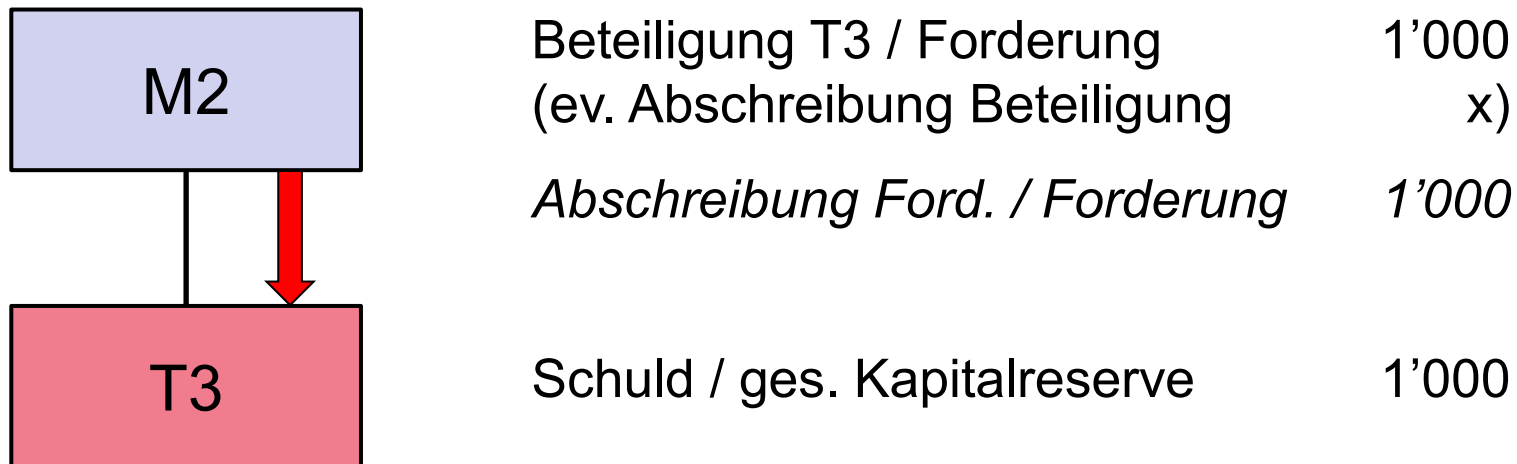 M2
Beteiligung T3 / Forderung 1’000
(ev. Abschreibung Beteiligung x)
Abschreibung Ford. / Forderung 1’000
T3
Schuld / ges. Kapitalreserve 1’000